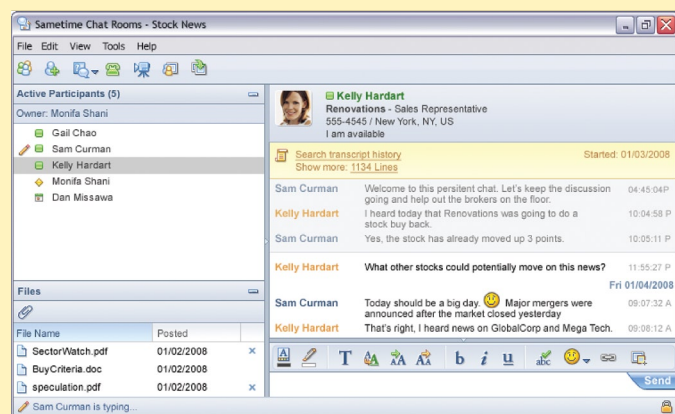 Sametime Chat Rooms - Stock News
File Edit View Tools Help
Active Participants (5)
Owner: Monifa Shani
Gail Chao
Sam Curman
Kelly Hardart
Monifa Shani
Dan Missawa
Files
File Name Posted
SectorWatch.pdf 01/02/2008 ×
BuyCriteria.doc 01/02/2008
speculation.pdf 01/02/2008 ×
Sam Curman is typing...
Kelly Hardart
Renovations - Sales Representative
555-4545 / New York, NY, US
I am available
Search transcript history Started: 01/03/2008
Show more: 1134 Lines
Sam Curman Welcome to this persitent chat. Let's keep the discussion 04:45:04P
going and help out the brokers on the floor.
Kelly Hardart I heard today that Renovations was going to do a 10:04:58 P
stock buy back.
Sam Curman Yes, the stock has already moved up 3 points. 10:05:11 P
Kelly Hardart What other stocks could potentially move on this news? 11:55:27 P
Fri 01/04/2008
Sam Curman Today should be a big day. Major mergers were 09:07:32 A
announced after the market closed yesterday
Kelly Hardart That's right, I heard news on GlobalCorp and Mega Tech. 09:08:12 A
A T AA AA AA b i u abc
Send